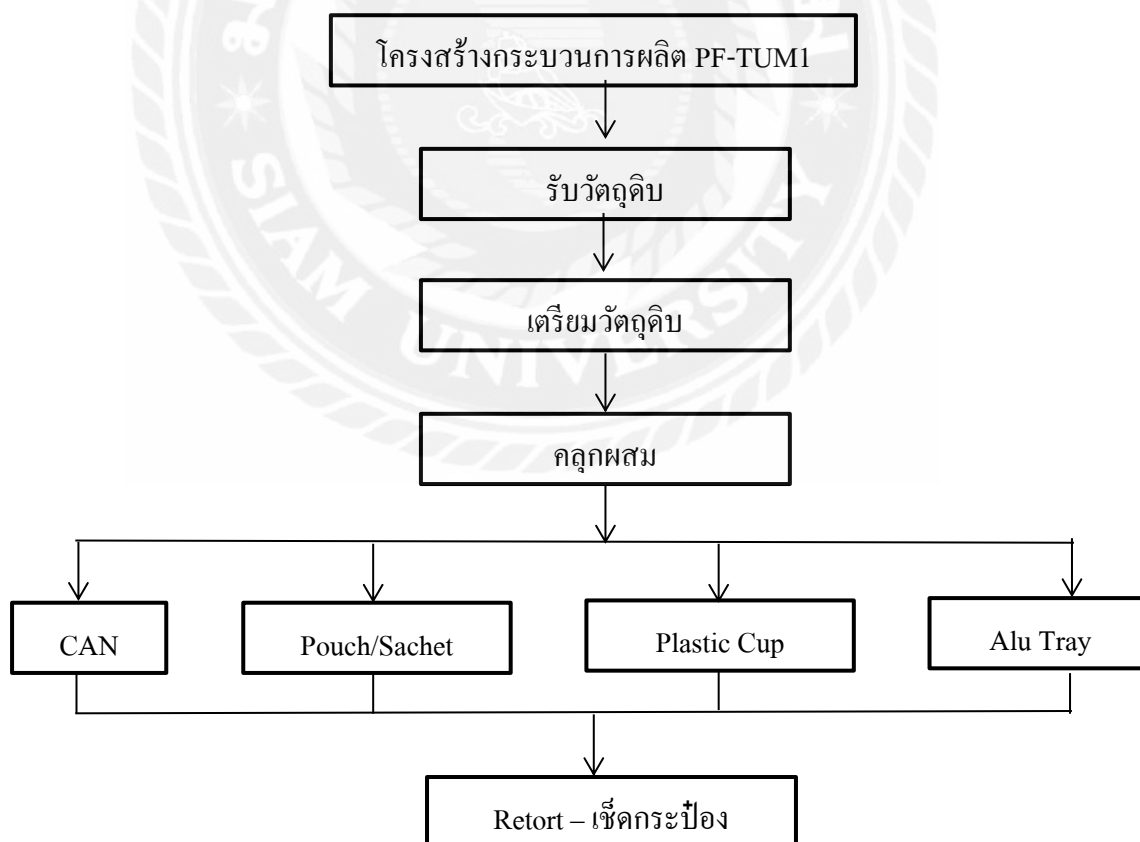 โครงสร้างกระบวนการผลิต PF-TUM1
รับวัตถุดิบ
เตรียมวัตถุดิบ
SIAM UNIVERSITY
คลุกผสม
CAN
Pouch/Sachet
Plastic Cup
Alu Tray
Retort – เช็ดกระป๋อง